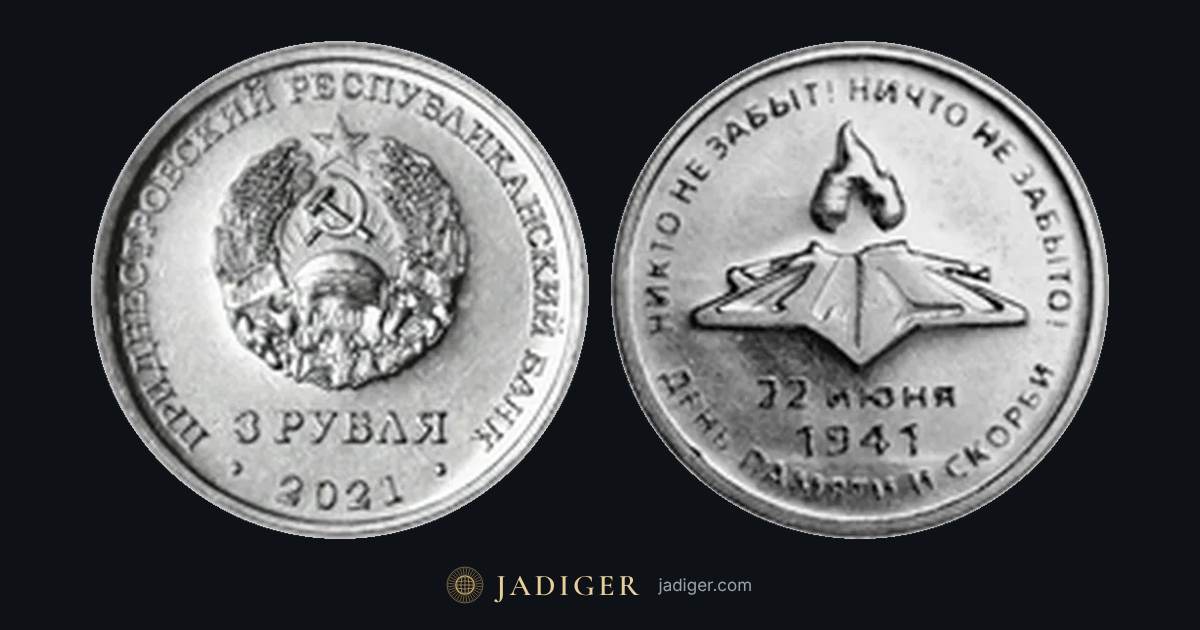 ПРИДНЕСТРОВСКИЙ РЕСПУБЛИКАНСКИЙ БАНК
3 РУБЛЯ
• 2021 •
НИКТО НЕ ЗАБЫТ! НИЧТО НЕ ЗАБЫТО!
22 июня
1941
ДЕНЬ ПАМЯТИ И СКОРБИ
JADIGER jadiger.com